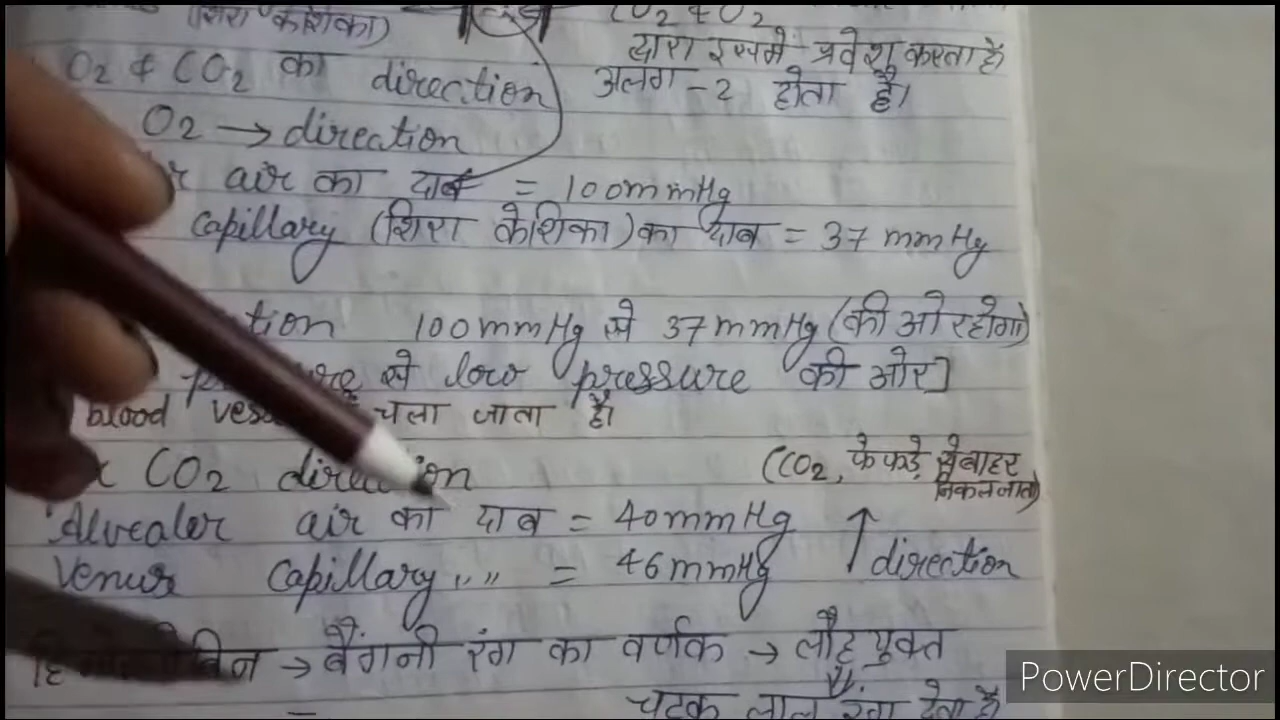 (शिरा केशिका)
CO2 & O2
द्वारा इसमें प्रवेश करता है
O2 & CO2 का direction
अलग -2 होता है।
O2 → direation
air का दाब = 100mmHg
Capillary (शिरा केशिका) का दाब = 37 mmHg
100mmHg से 37mmHg (की ओर होगा)
से low pressure की ओर]
blood चला जाता है।
CO2 direction
(CO2, फेफड़े से बाहर
निकल जाता)
Alvealer air का दाब = 40mmHg
↑ direction
Venus Capillary ,, ,, = 46mmHg
→ बैंगनी रंग का वर्णक → लौह युक्त
चटक लाल रंग देता है
PowerDirector